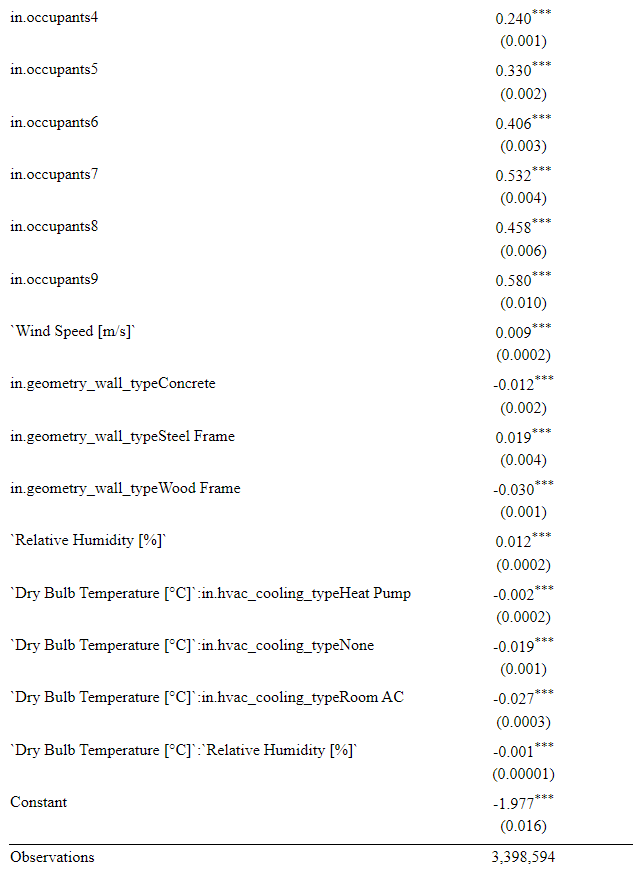 in.occupants4 0.240***
(0.001)
in.occupants5 0.330***
(0.002)
in.occupants6 0.406***
(0.003)
in.occupants7 0.532***
(0.004)
in.occupants8 0.458***
(0.006)
in.occupants9 0.580***
(0.010)
`Wind Speed [m/s]` 0.009***
(0.0002)
in.geometry_wall_typeConcrete -0.012***
(0.002)
in.geometry_wall_typeSteel Frame 0.019***
(0.004)
in.geometry_wall_typeWood Frame -0.030***
(0.001)
`Relative Humidity [%]` 0.012***
(0.0002)
`Dry Bulb Temperature [°C]`:in.hvac_cooling_typeHeat Pump -0.002***
(0.0002)
`Dry Bulb Temperature [°C]`:in.hvac_cooling_typeNone -0.019***
(0.001)
`Dry Bulb Temperature [°C]`:in.hvac_cooling_typeRoom AC -0.027***
(0.0003)
`Dry Bulb Temperature [°C]`:`Relative Humidity [%]` -0.001***
(0.00001)
Constant -1.977***
(0.016)
Observations 3,398,594